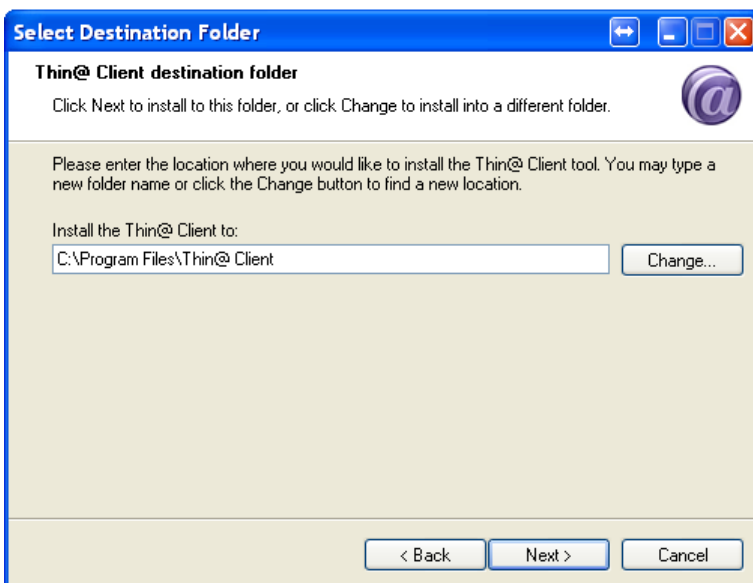 Select Destination Folder
Thin@ Client destination folder
Click Next to install to this folder, or click Change to install into a different folder.
@
Please enter the location where you would like to install the Thin@ Client tool. You may type a
new folder name or click the Change button to find a new location.
Install the Thin@ Client to:
C:\Program Files\Thin@ Client
Change...
< Back
Next >
Cancel